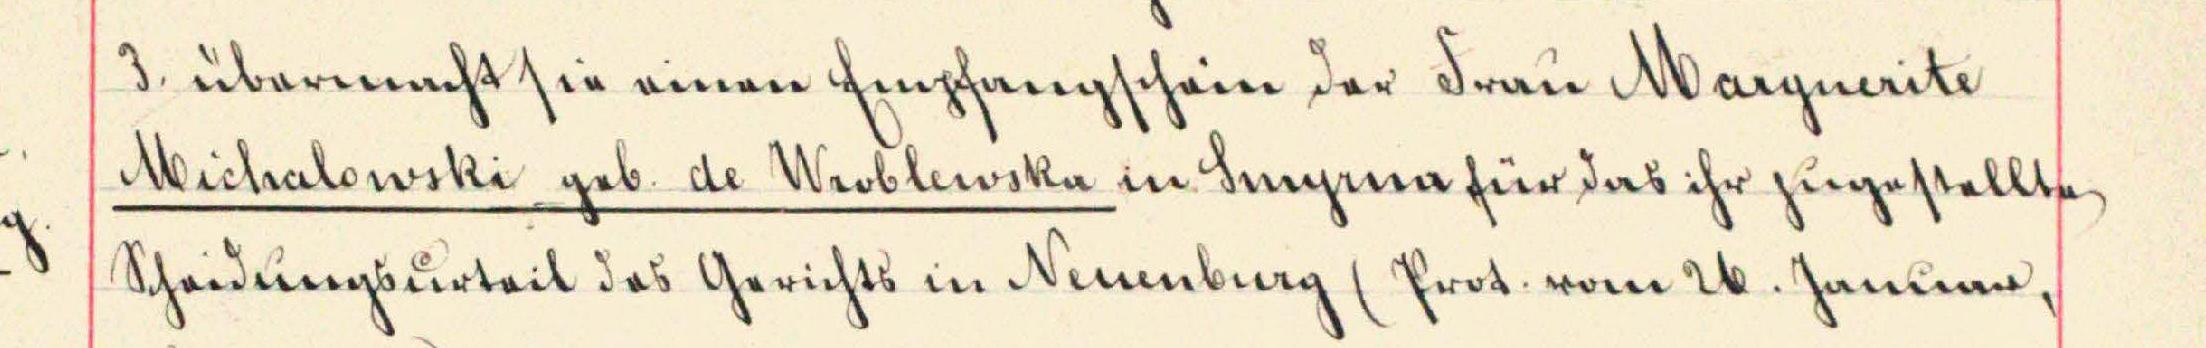 3. übermacht sie einen Empfangschein der Frau Marguerite
Michalowski geb. de Wroblewska in Smyrna für das ihr zugestellte
Scheidungsurteil des Gerichts in Neuenburg (Prot. vom 26. Januar,